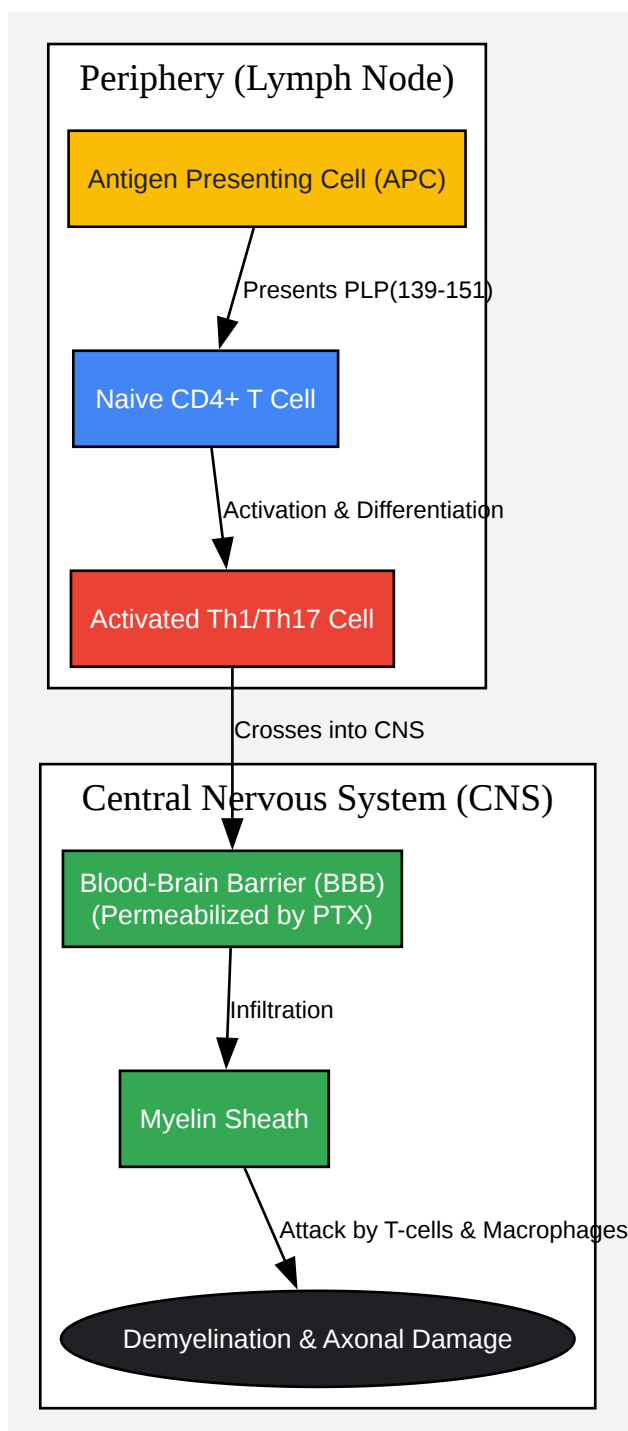 Periphery (Lymph Node)
Antigen Presenting Cell (APC)
Presents PLP(139-151)
Naive CD4+ T Cell
Activation & Differentiation
Activated Th1/Th17 Cell
Crosses into CNS
Central Nervous System (CNS)
Blood-Brain Barrier (BBB)
(Permeabilized by PTX)
Infiltration
Myelin Sheath
Attack by T-cells & Macrophages
Demyelination & Axonal Damage